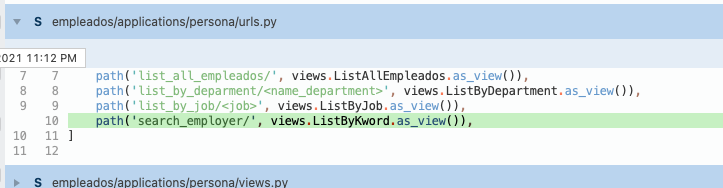 S empleados/applications/persona/urls.py
2021 11:12 PM
7 7 path('list_all_empleados/', views.ListAllEmpleados.as_view()),
8 8 path('list_by_deparment/<name_department>', views.ListByDepartment.as_view()),
9 9 path('list_by_job/<job>', views.ListByJob.as_view()),
10 path('search_employer/', views.ListByKword.as_view()),
10 11 ]
11 12
S empleados/applications/persona/views.py